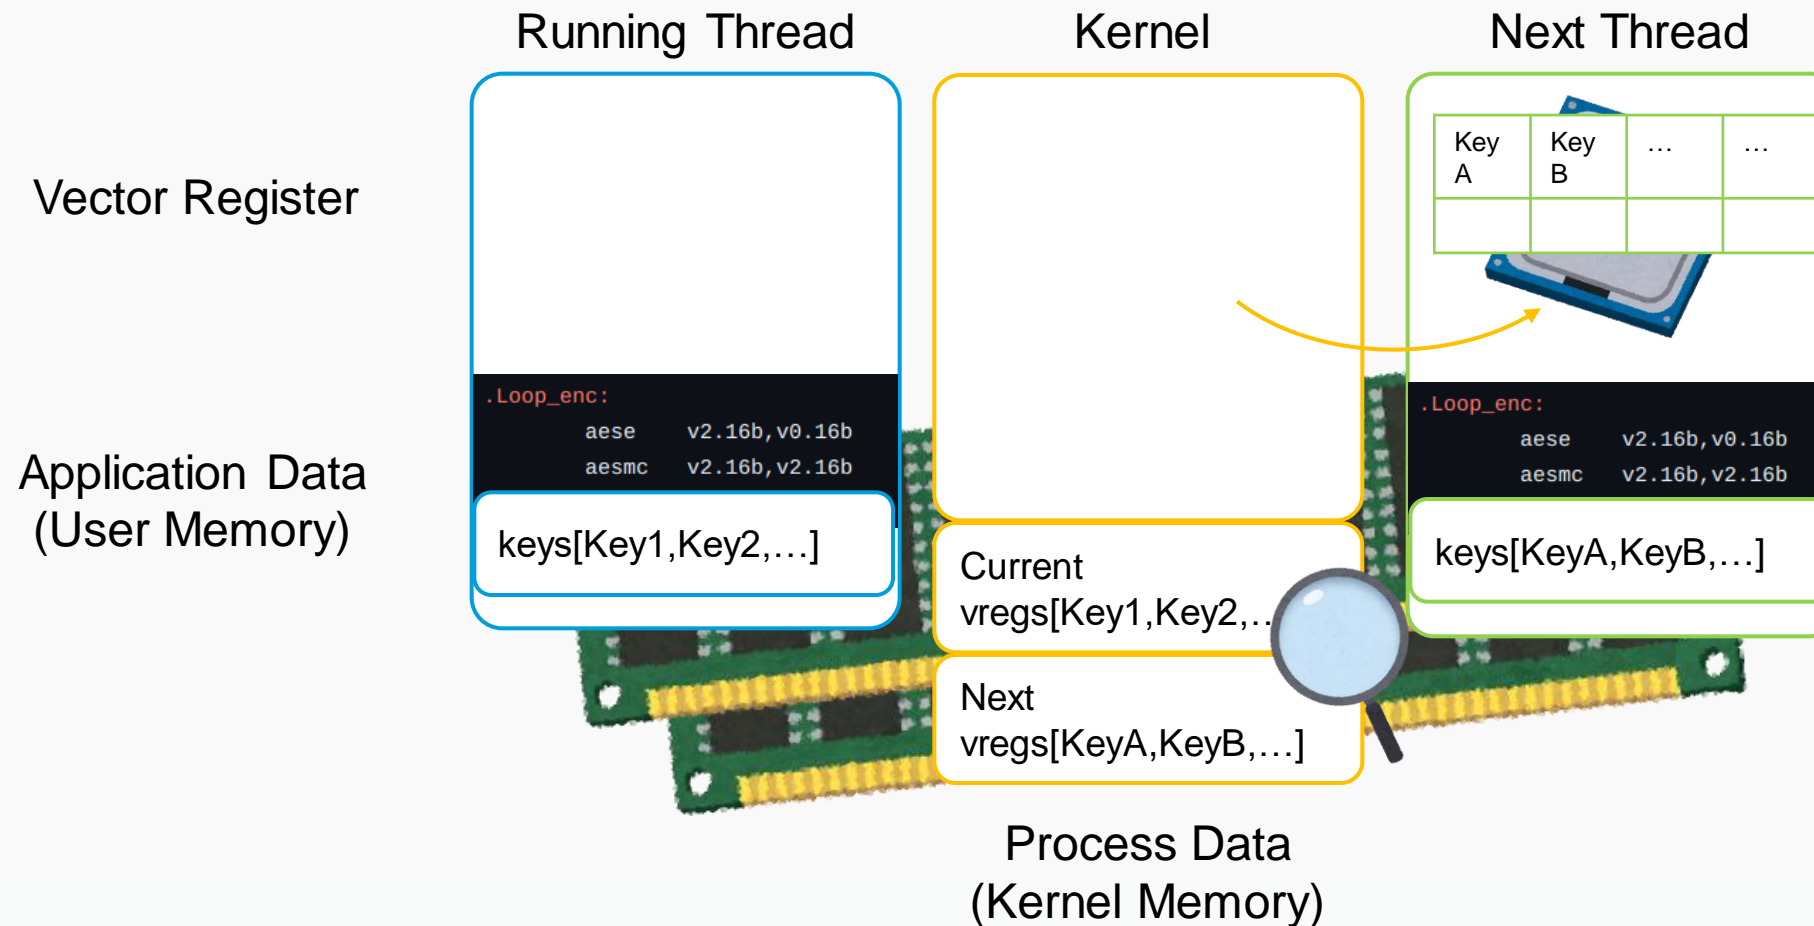 Running Thread
Kernel
Next Thread
Vector Register
Key A
Key B
…
…
Application Data
(User Memory)
.Loop_enc:
aese v2.16b,v0.16b
aesmc v2.16b,v2.16b
keys[Key1,Key2,…]
Current
vregs[Key1,Key2,..
Next
vregs[KeyA,KeyB,…]
.Loop_enc:
aese v2.16b,v0.16b
aesmc v2.16b,v2.16b
keys[KeyA,KeyB,…]
Process Data
(Kernel Memory)